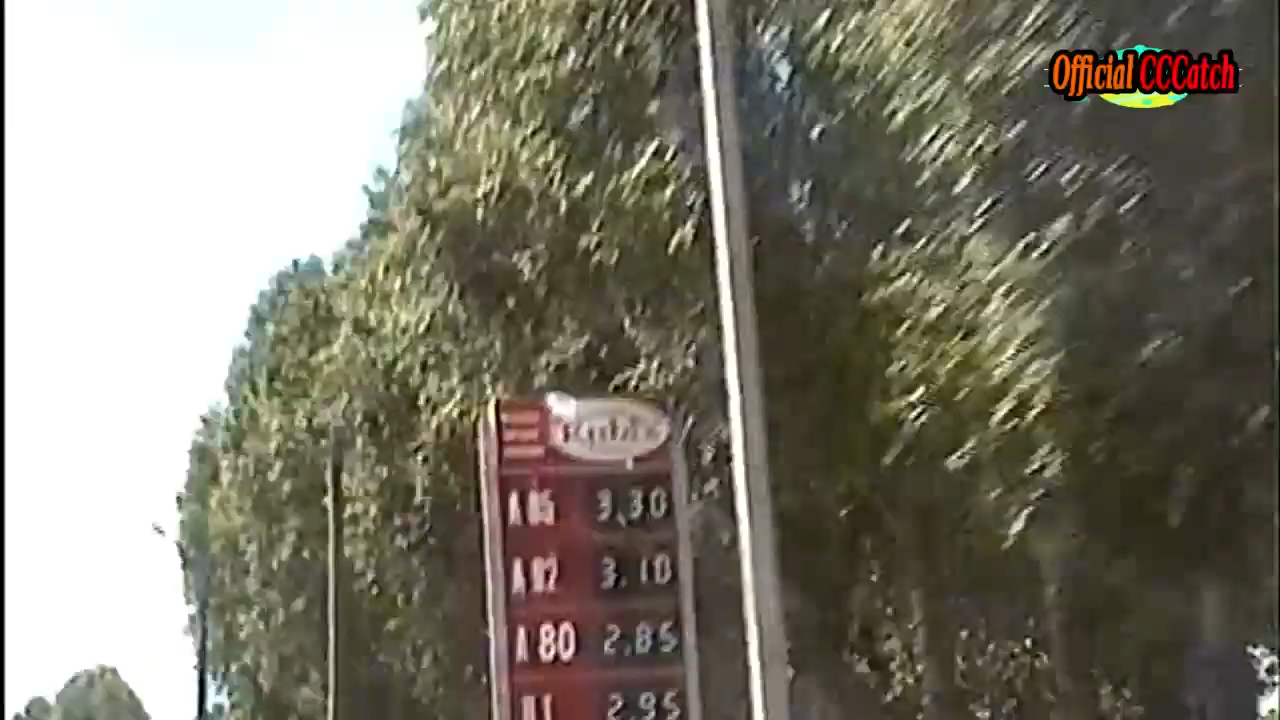 Official CCCatch
A 95 3,30
A 92 3.10
A 80 2.85
2.95